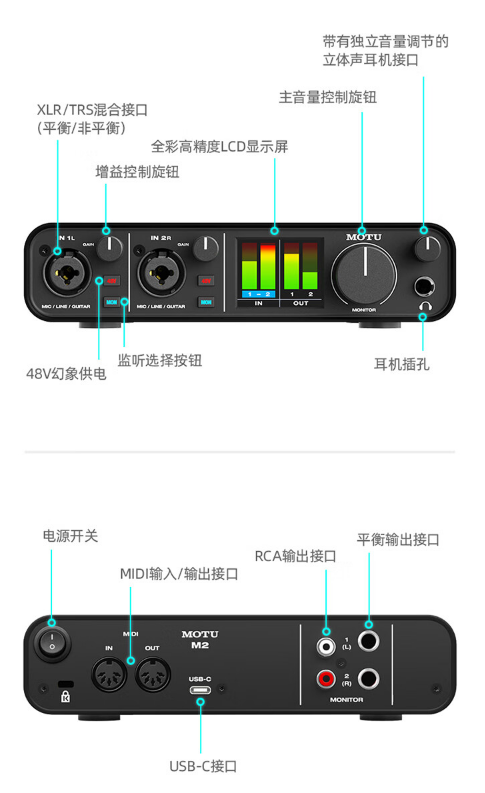 带有独立音量调节的
立体声耳机接口
主音量控制旋钮
XLR/TRS混合接口
(平衡/非平衡)
全彩高精度LCD显示屏
增益控制旋钮
IN 1L
GAIN
IN 2R
GAIN
MOTU
48V
48V
MON
MON
1 - 2
1 2
IN
OUT
MIC / LINE / GUITAR
MIC / LINE / GUITAR
MONITOR
监听选择按钮
48V幻象供电
耳机插孔
电源开关
平衡输出接口
RCA输出接口
MIDI输入/输出接口
MIDI
IN
OUT
MOTU
M2
USB-C
1
(L)
2
(R)
MONITOR
K
USB-C接口